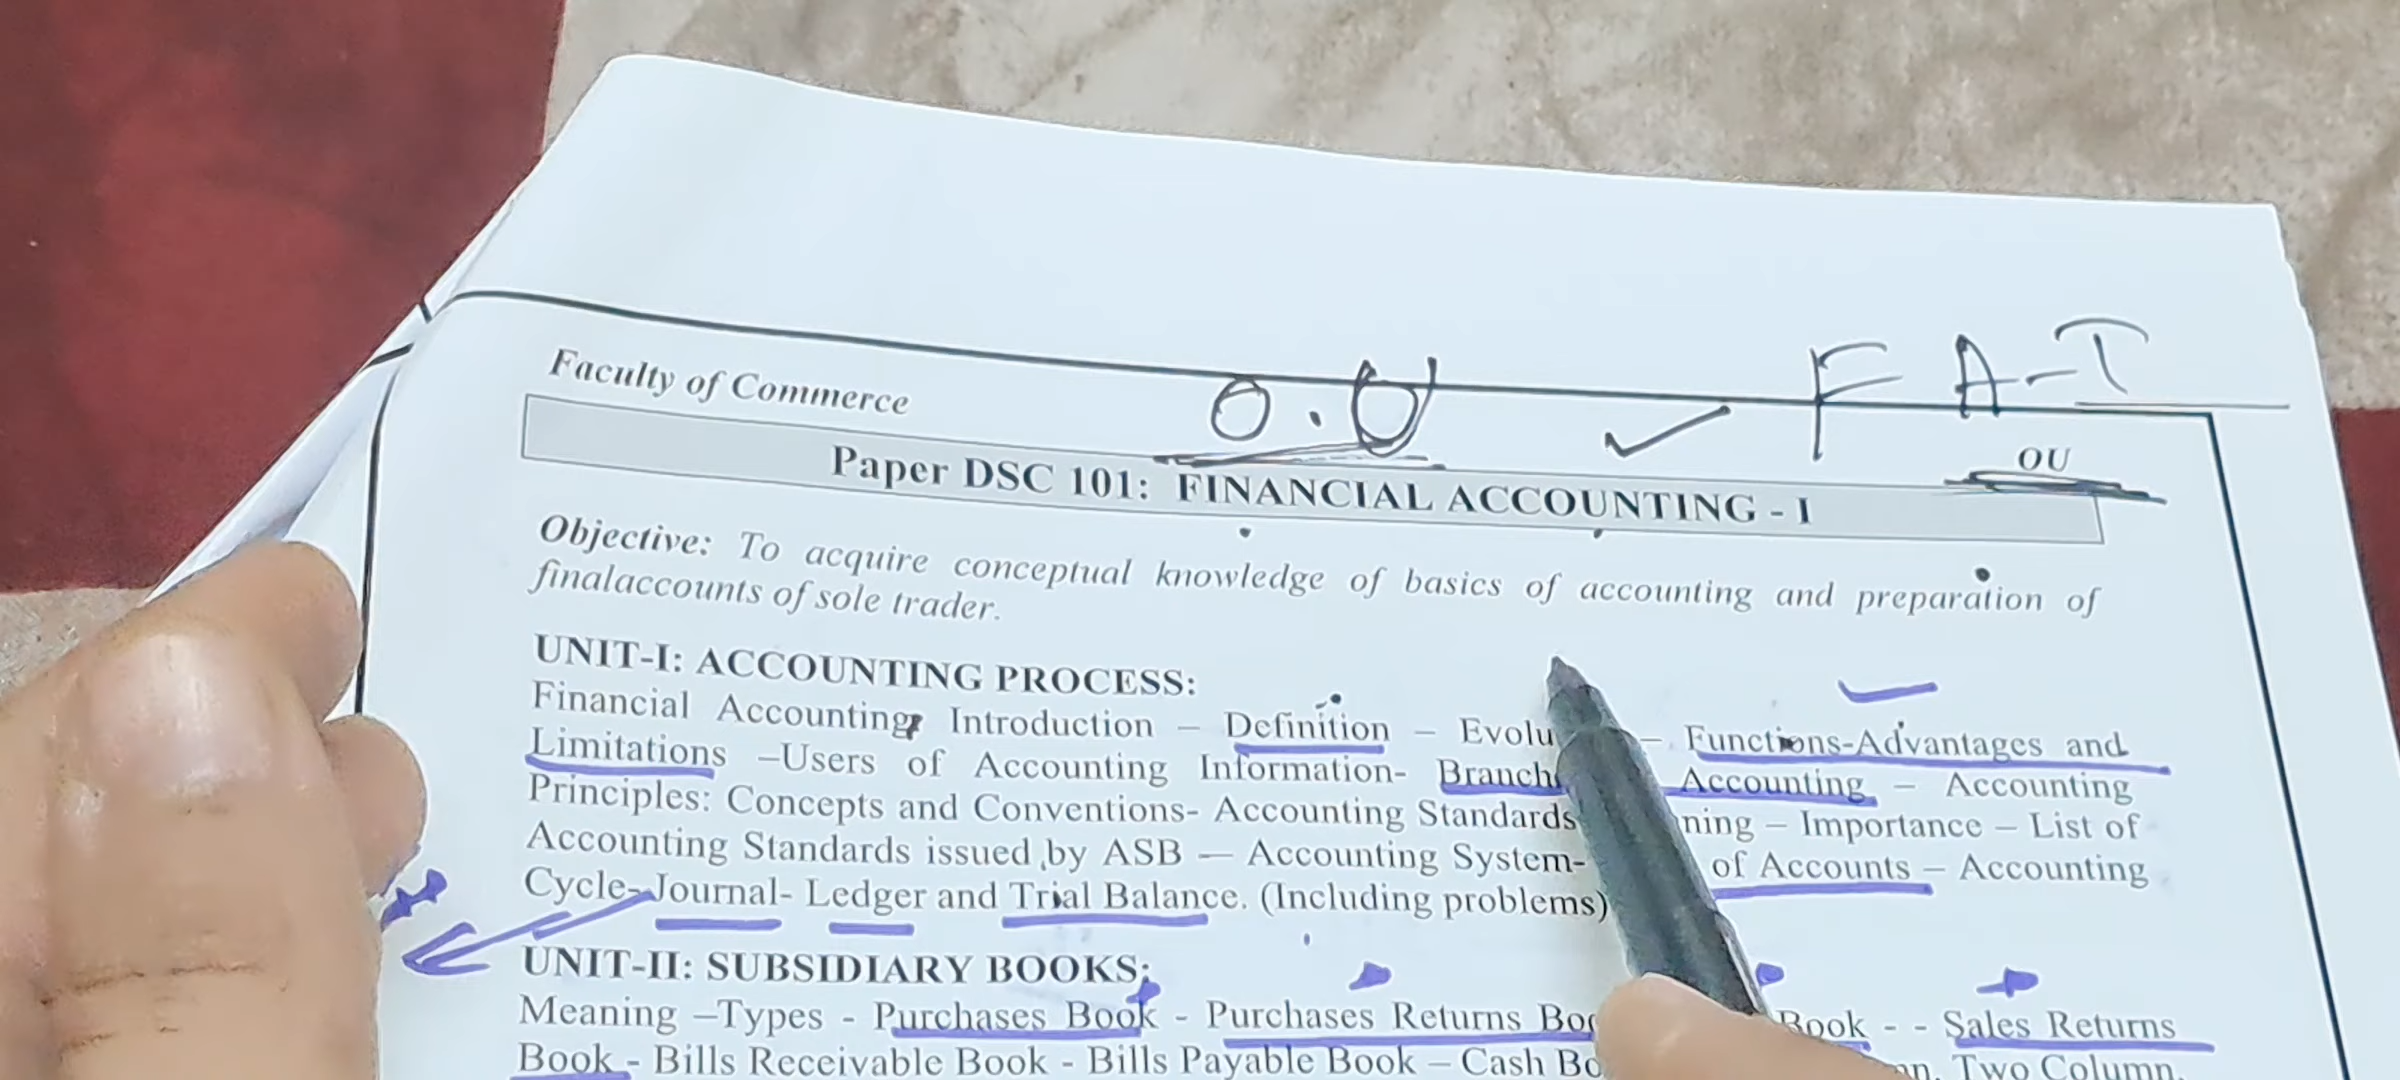 Faculty of Commerce
O.U ✓ FA-I
OU
Paper DSC 101: FINANCIAL ACCOUNTING - I
Objective: To acquire conceptual knowledge of basics of accounting and preparation of
finalaccounts of sole trader.
UNIT-I: ACCOUNTING PROCESS:
Financial Accounting Introduction – Definition – – Functions-Advantages and
Limitations –Users of Accounting Information- Accounting – Accounting
Principles: Concepts and Conventions- Accounting Standards – Importance – List of
Accounting Standards issued by ASB — Accounting System- of Accounts – Accounting
Cycle- Journal- Ledger and Trial Balance. (Including problems)
UNIT-II: SUBSIDIARY BOOKS:
Meaning –Types - Purchases Book - Purchases Returns Book - - Sales Returns
Book - Bills Receivable Book - Bills Payable Book – Cash Two Column,